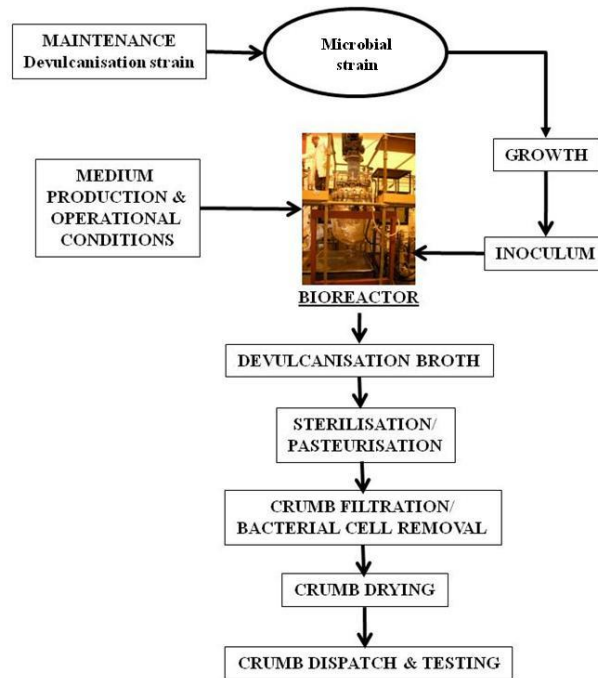 MAINTENANCE
Devulcanisation strain
Microbial
strain
GROWTH
MEDIUM
PRODUCTION &
OPERATIONAL
CONDITIONS
INOCULUM
BIOREACTOR
DEVULCANISATION BROTH
STERILISATION/
PASTEURISATION
CRUMB FILTRATION/
BACTERIAL CELL REMOVAL
CRUMB DRYING
CRUMB DISPATCH & TESTING